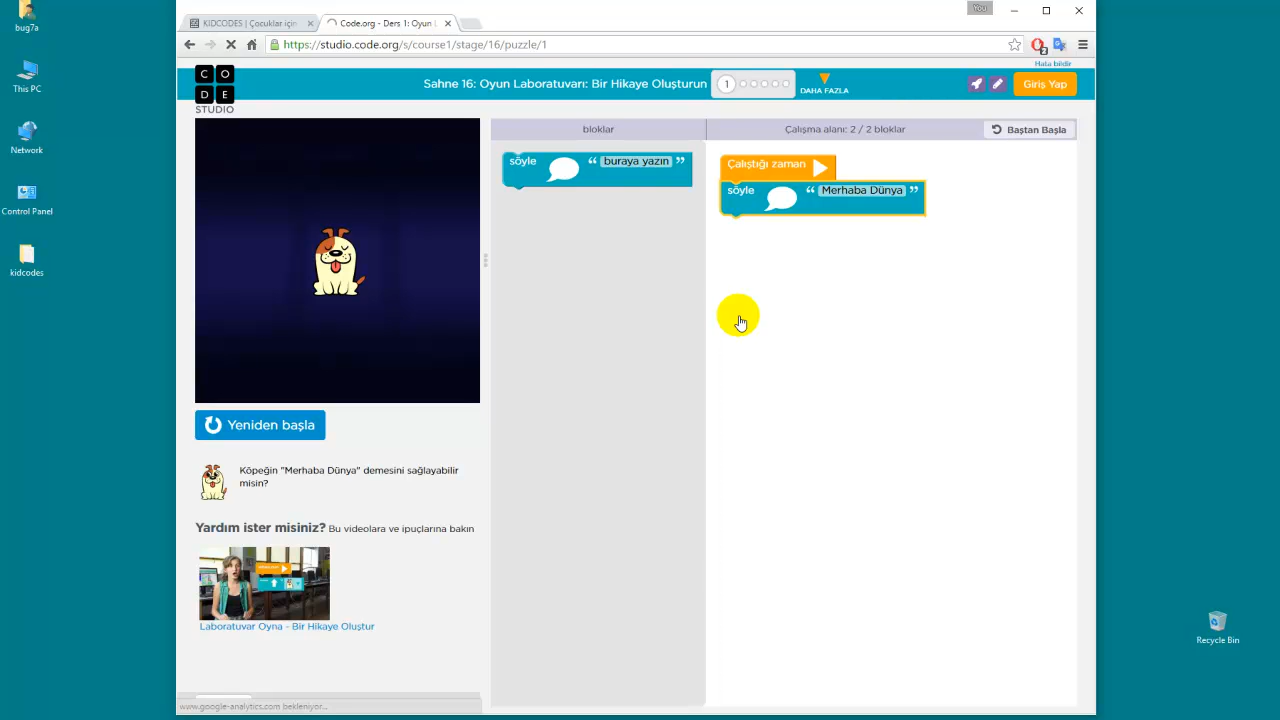 bug7a
This PC
Network
Control Panel
kidcodes
Recycle Bin
You
KIDCODES | Çocuklar için
Code.org - Ders 1: Oyun L
https://studio.code.org/s/course1/stage/16/puzzle/1
2
Hata bildir
C O
D E
STUDIO
Sahne 16: Oyun Laboratuvarı: Bir Hikaye Oluşturun
1
DAHA FAZLA
Giriş Yap
bloklar
Çalışma alanı: 2 / 2 bloklar
Baştan Başla
söyle “ buraya yazın ”
Çalıştığı zaman
söyle “ Merhaba Dünya ”
Yeniden başla
Köpeğin "Merhaba Dünya" demesini sağlayabilir
misin?
Yardım ister misiniz? Bu videolara ve ipuçlarına bakın
Laboratuvar Oyna - Bir Hikaye Oluştur
www.google-analytics.com bekleniyor...